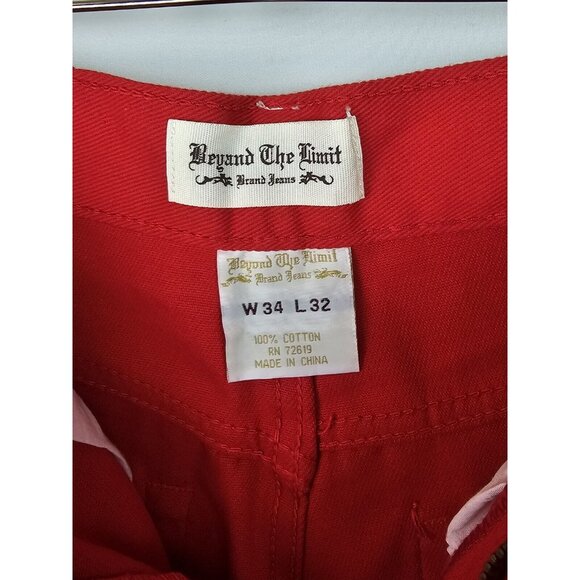 Beyond The Limit
Brand Jeans
Beyond The Limit
Brand Jeans
W34 L32
100% COTTON
RN 72619
MADE IN CHINA